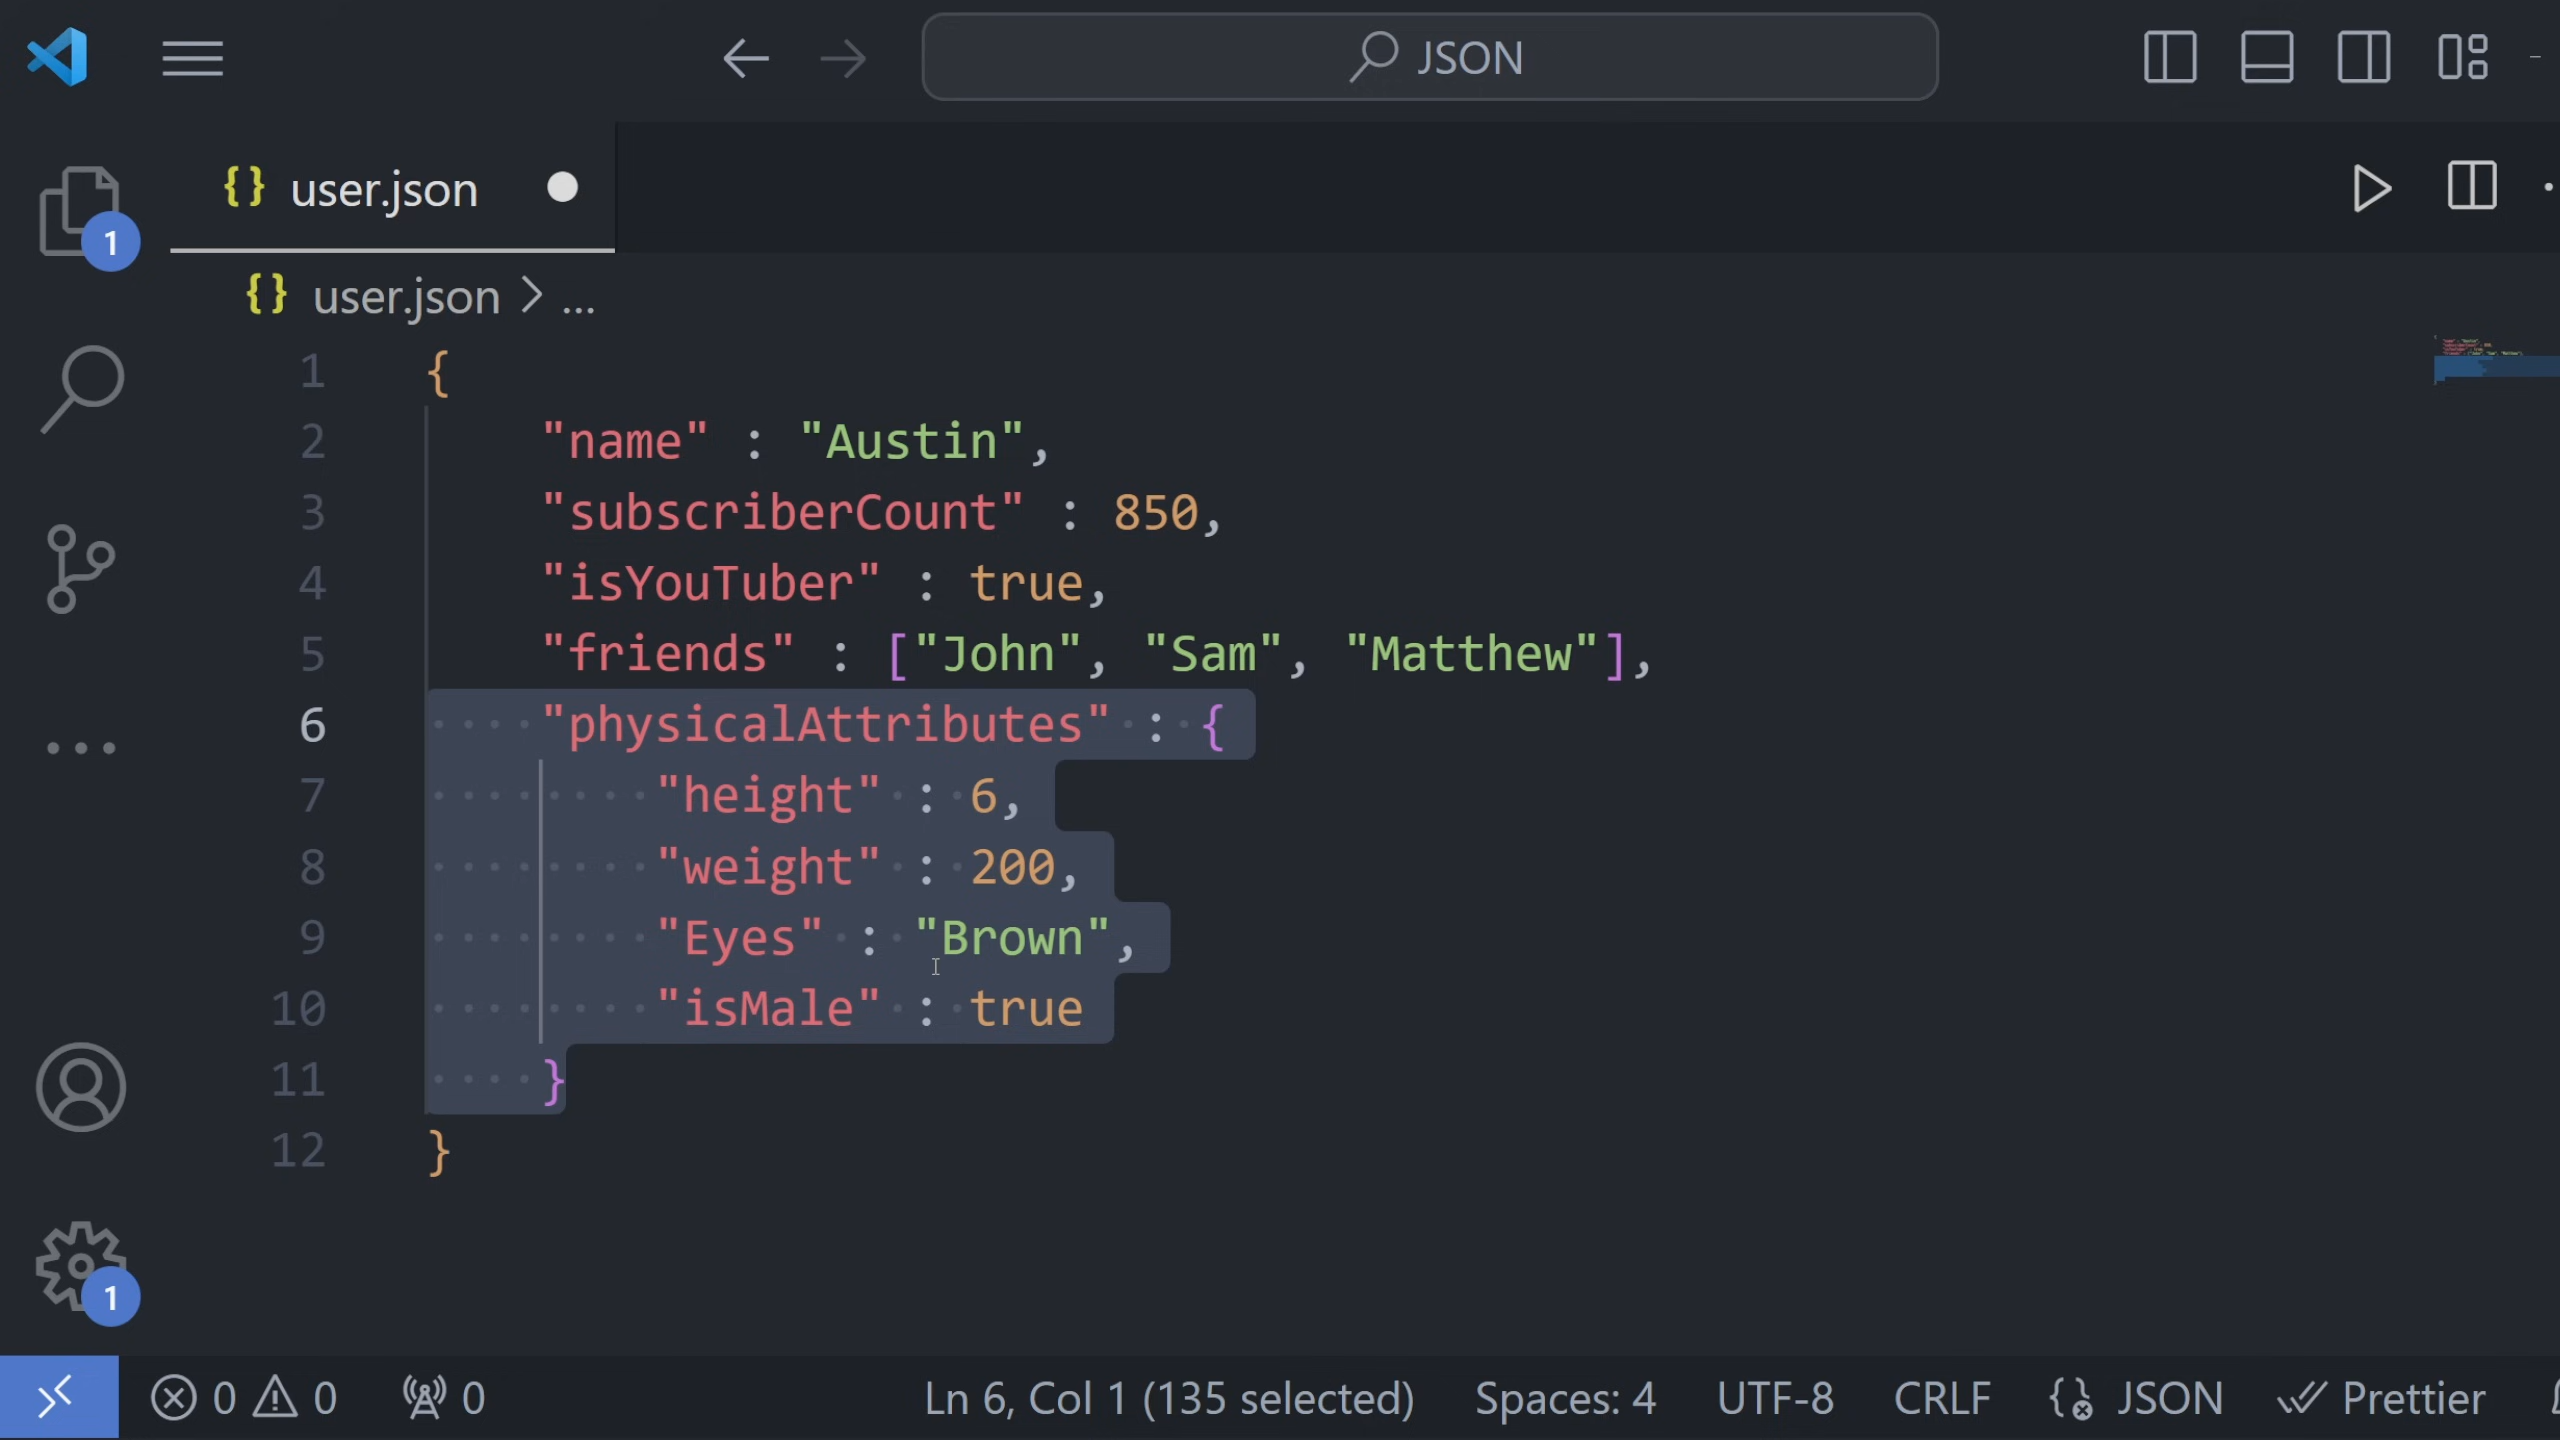 JSON
{} user.json
1
{} user.json > ...
1 {
2 "name" : "Austin",
3 "subscriberCount" : 850,
4 "isYouTuber" : true,
5 "friends" : ["John", "Sam", "Matthew"],
6 "physicalAttributes" : {
7 "height" : 6,
8 "weight" : 200,
9 "Eyes" : "Brown",
10 "isMale" : true
11 }
12 }
1
0 0 0 Ln 6, Col 1 (135 selected) Spaces: 4 UTF-8 CRLF JSON Prettier